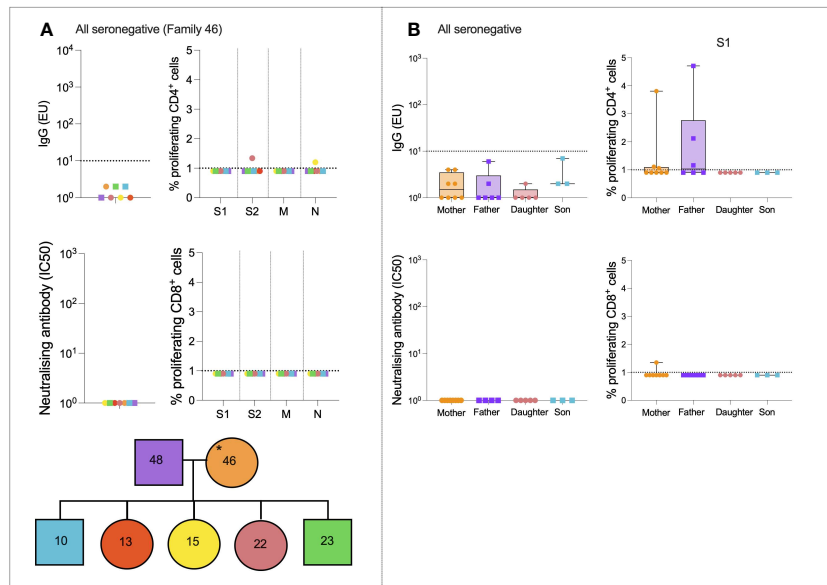 A All seronegative (Family 46)
IgG (EU)
10⁴
10³
10²
10¹
10⁰
% proliferating CD4⁺ cells
5
4
3
2
1
0
S1 S2 M N
Neutralising antibody (IC50)
10³
10²
10¹
10⁰
% proliferating CD8⁺ cells
5
4
3
2
1
0
S1 S2 M N
48
* 46
10 13 15 22 23
B All seronegative
IgG (EU)
10³
10²
10¹
10⁰
Mother Father Daughter Son
S1
% proliferating CD4⁺ cells
5
4
3
2
1
0
Mother Father Daughter Son
Neutralising antibody (IC50)
10³
10²
10¹
10⁰
Mother Father Daughter Son
% proliferating CD8⁺ cells
5
4
3
2
1
0
Mother Father Daughter Son